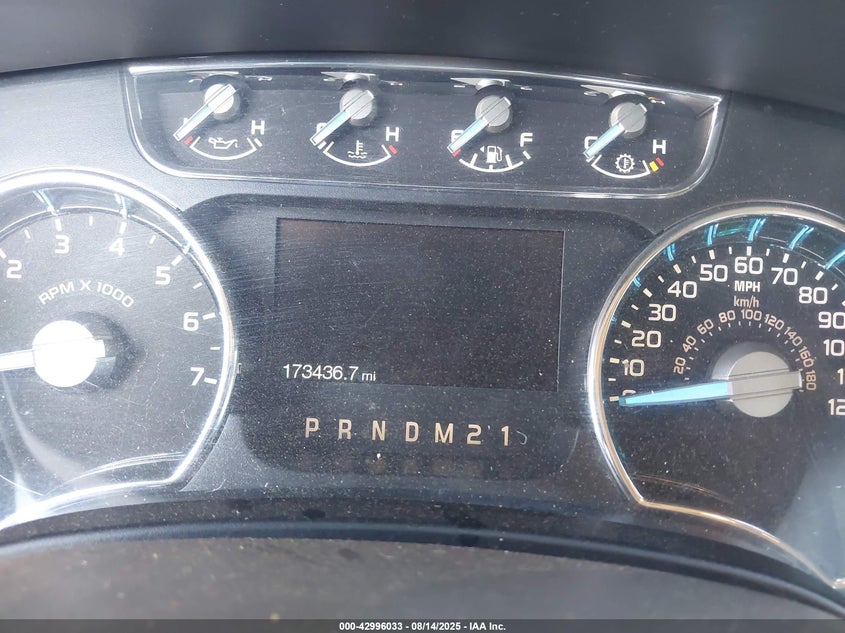 H
C H
E F
C H
2 3 4 5 6 7
RPM X 1000
173436.7 mi
P R N D M 2 1
10 20 30 40 50 60 70 80 90
MPH
km/h
20 40 60 80 100 120 140 160 180
000-42996033 - 08/14/2025 - IAA Inc.